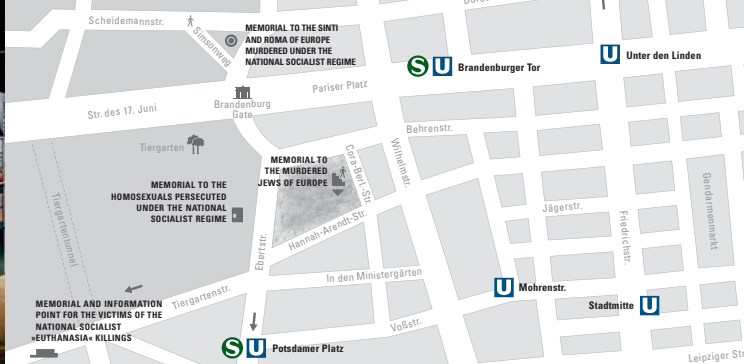 Scheidemannstr.
Simsonweg
MEMORIAL TO THE SINTI
AND ROMA OF EUROPE
MURDERED UNDER THE
NATIONAL SOCIALIST REGIME
S U Brandenburger Tor
U Unter den Linden
Pariser Platz
Str. des 17. Juni
Brandenburg
Gate
Behrenstr.
Tiergarten
MEMORIAL TO
THE MURDERED
JEWS OF EUROPE
Cora-Berl.-Str.
Wilhelmstr.
MEMORIAL TO THE
HOMOSEXUALS PERSECUTED
UNDER THE NATIONAL
SOCIALIST REGIME
Tiergartentunnel
Ebertstr.
Hannah-Arendt-Str.
Jägerstr.
Friedrichstr.
Gendarmenmarkt
In den Ministergärten
Tiergartenstr.
U Mohrenstr.
Stadtmitte U
MEMORIAL AND INFORMATION
POINT FOR THE VICTIMS OF THE
NATIONAL SOCIALIST
»EUTHANASIA« KILLINGS
Voßstr.
S U Potsdamer Platz
Leipziger St